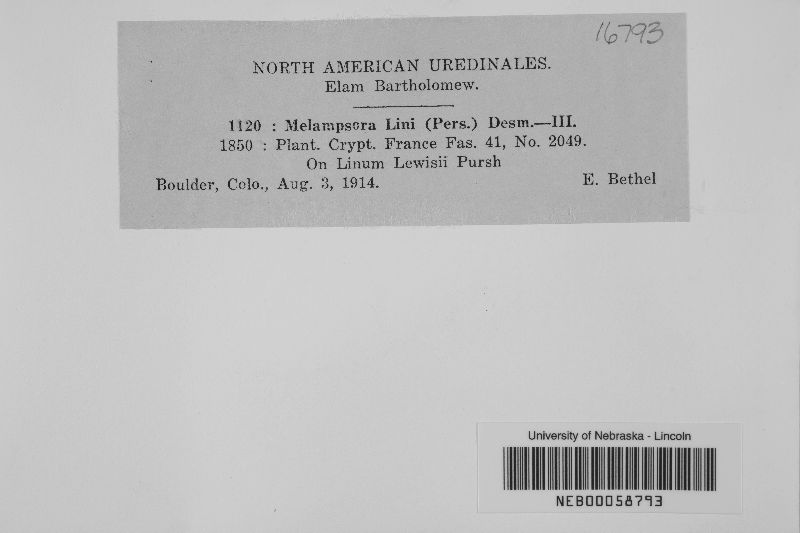 16793
NORTH AMERICAN UREDINALES.
Elam Bartholomew.
1120 : Melampsora Lini (Pers.) Desm.—III.
1850 : Plant. Crypt. France Fas. 41, No. 2049.
On Linum Lewisii Pursh
Boulder, Colo., Aug. 3, 1914. E. Bethel
University of Nebraska - Lincoln
NEB00058793